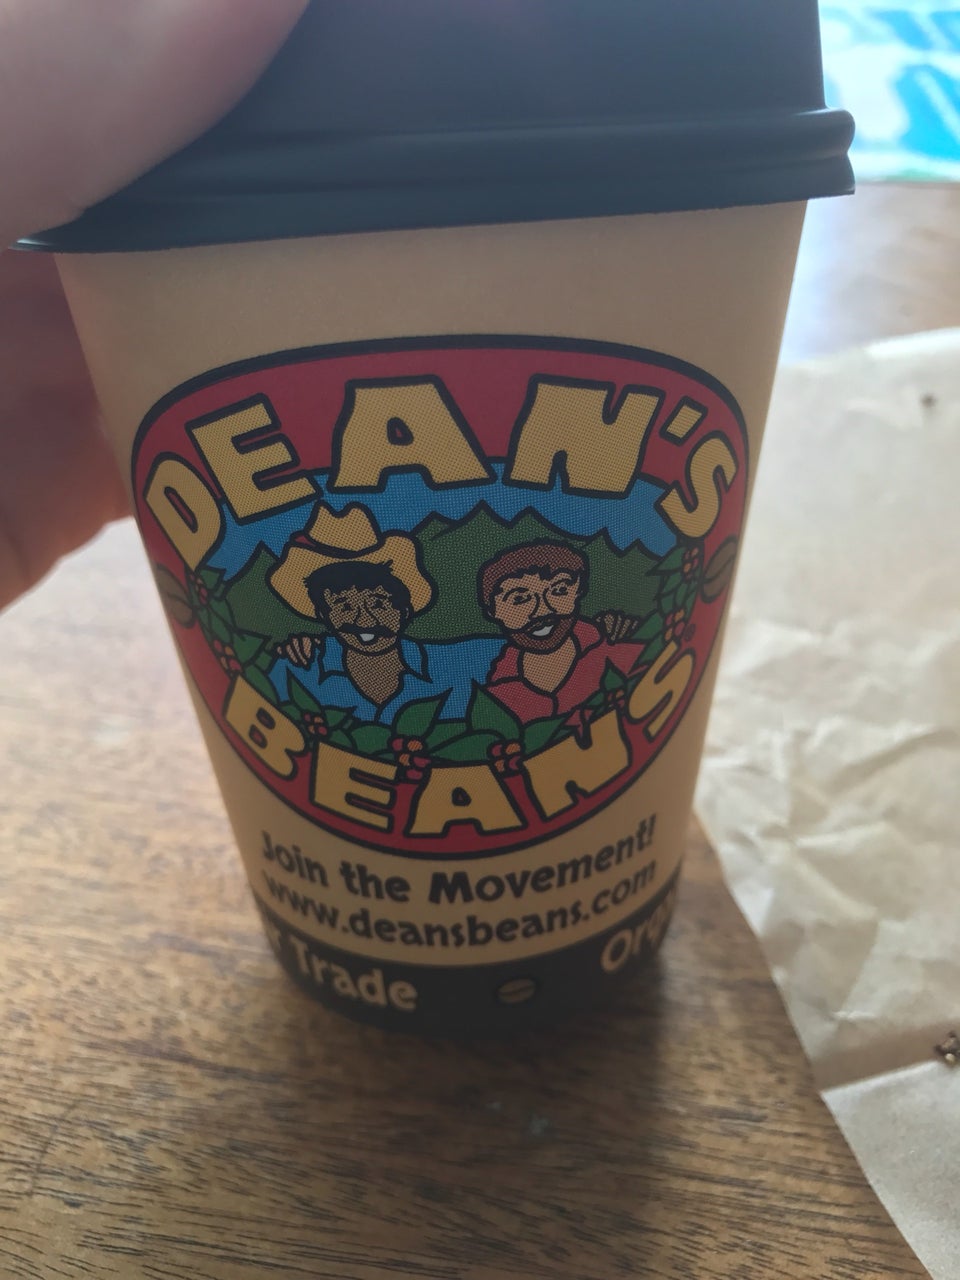 DEAN'S
BEANS
®
Join the Movement!
www.deansbeans.com
Trade